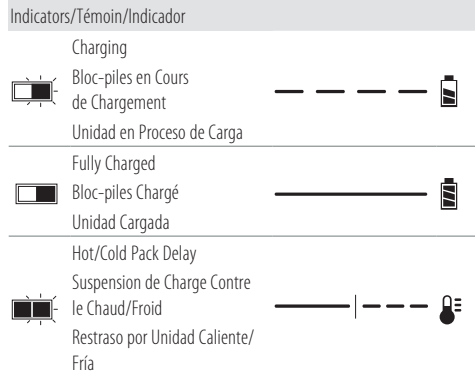 Indicators/Témoin/Indicador
Charging
Bloc-piles en Cours
de Chargement
Unidad en Proceso de Carga
Fully Charged
Bloc-piles Chargé
Unidad Cargada
Hot/Cold Pack Delay
Suspension de Charge Contre
le Chaud/Froid
Restraso por Unidad Caliente/
Fría